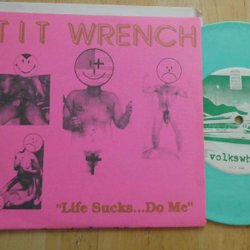 TIT WRENCH
"Life Sucks...Do Me"
volkswh